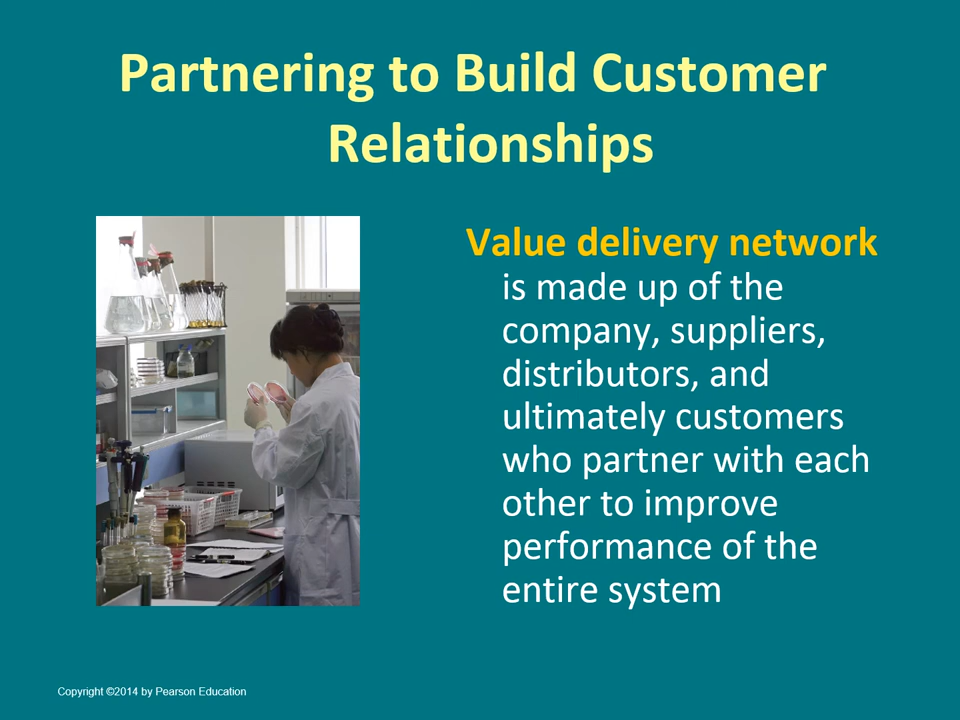 Partnering to Build Customer
Relationships
Value delivery network
is made up of the
company, suppliers,
distributors, and
ultimately customers
who partner with each
other to improve
performance of the
entire system
Copyright ©2014 by Pearson Education